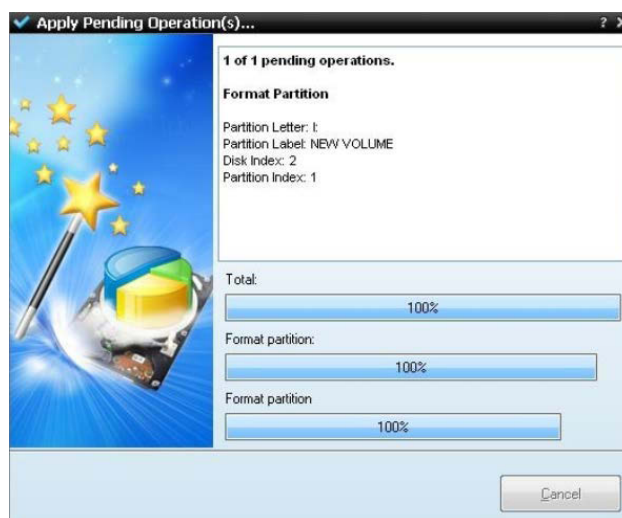 Apply Pending Operation(s)...
? X
1 of 1 pending operations.
Format Partition
Partition Letter: I:
Partition Label: NEW VOLUME
Disk Index: 2
Partition Index: 1
Total:
100%
Format partition:
100%
Format partition
100%
Cancel